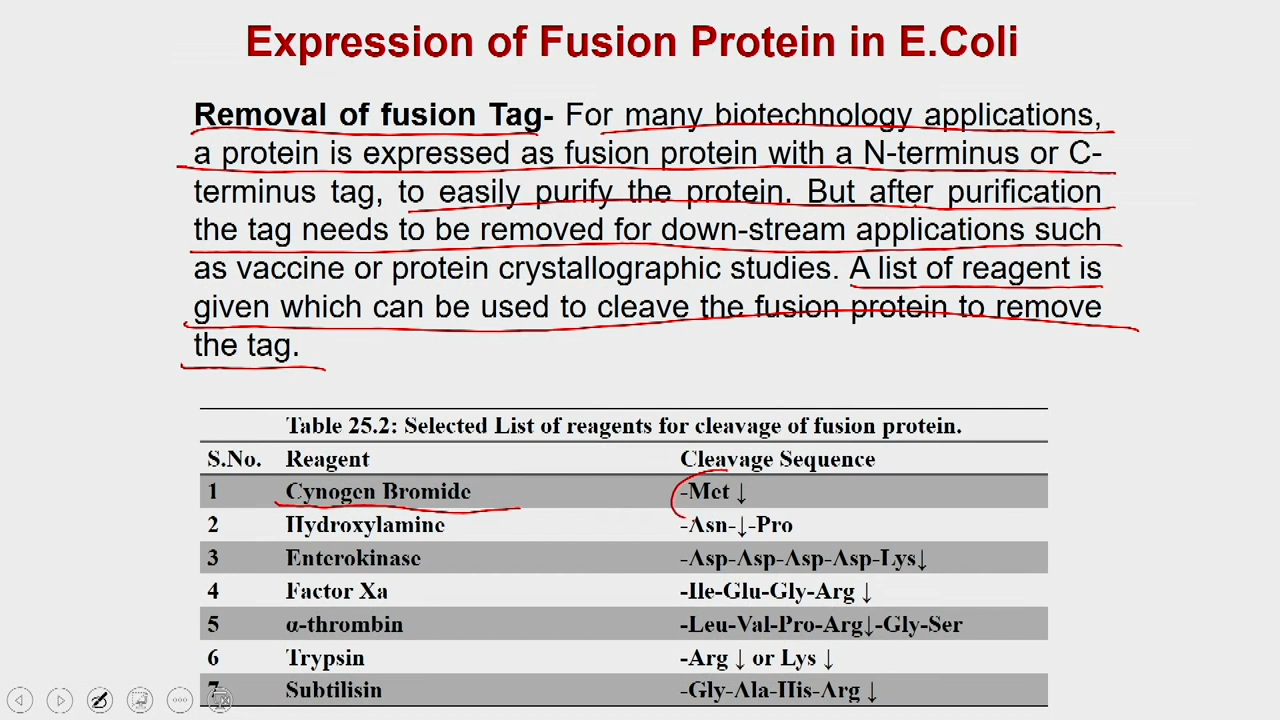 Expression of Fusion Protein in E.Coli
Removal of fusion Tag- For many biotechnology applications,
a protein is expressed as fusion protein with a N-terminus or C-
terminus tag, to easily purify the protein. But after purification
the tag needs to be removed for down-stream applications such
as vaccine or protein crystallographic studies. A list of reagent is
given which can be used to cleave the fusion protein to remove
the tag.
Table 25.2: Selected List of reagents for cleavage of fusion protein.
S.No. Reagent Cleavage Sequence
1 Cynogen Bromide -Met ↓
2 Hydroxylamine -Asn-↓-Pro
3 Enterokinase -Asp-Asp-Asp-Asp-Lys↓
4 Factor Xa -Ile-Glu-Gly-Arg ↓
5 α-thrombin -Leu-Val-Pro-Arg↓-Gly-Ser
6 Trypsin -Arg ↓ or Lys ↓
7 Subtilisin -Gly-Ala-His-Arg ↓